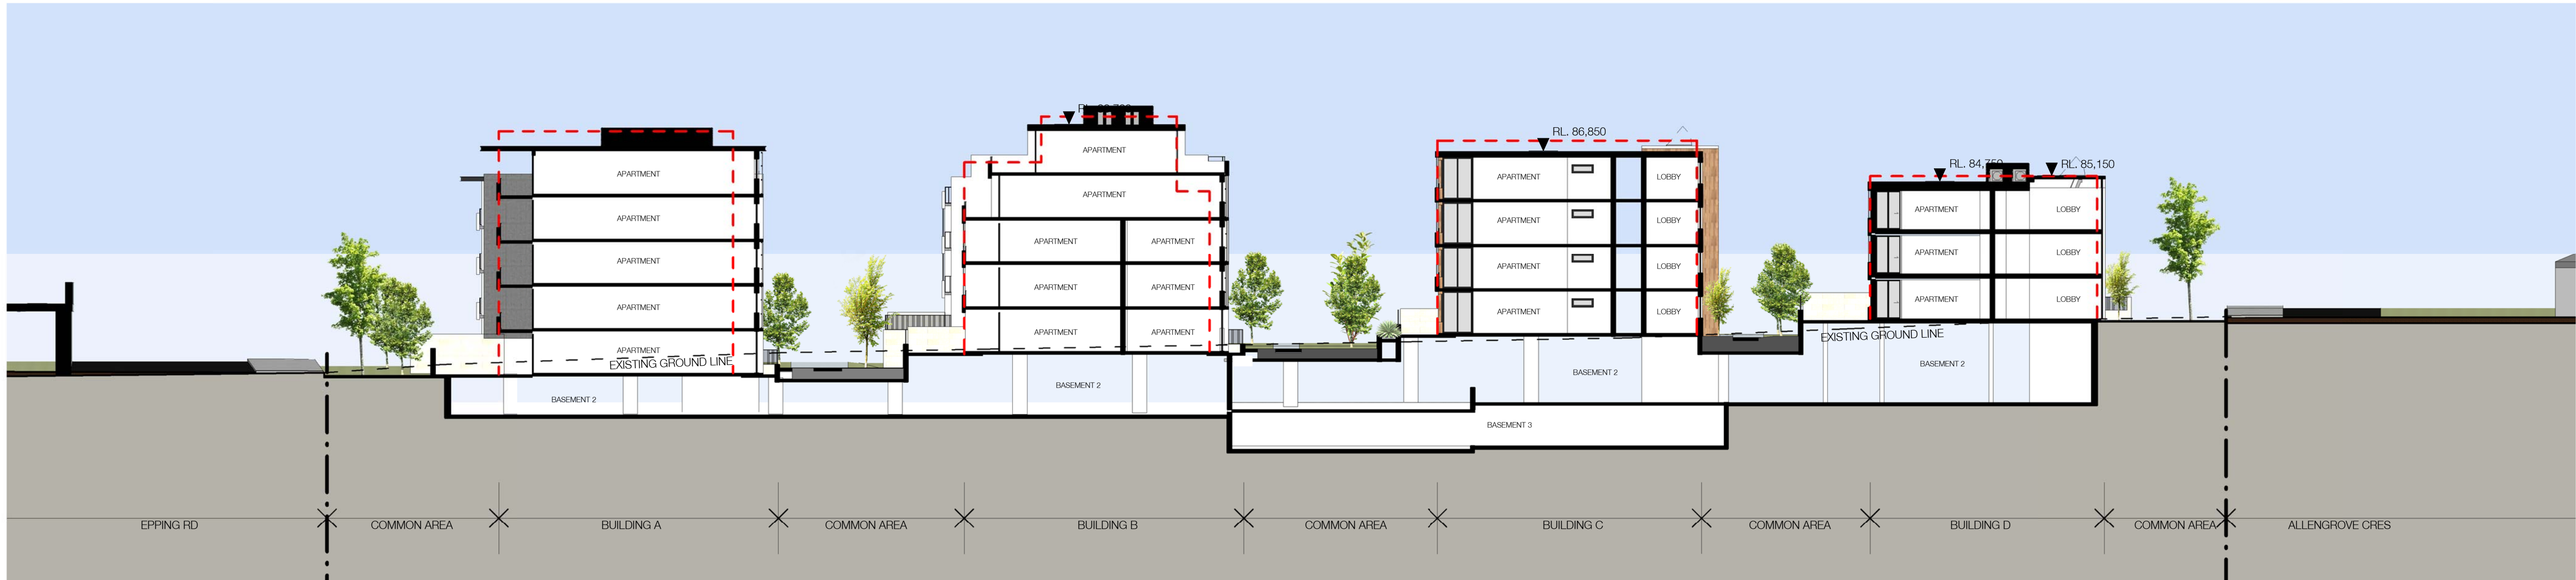 RL. 86,850
RL. 84,750
RL. 85,150
APARTMENT
APARTMENT
APARTMENT
APARTMENT
APARTMENT
EXISTING GROUND LINE
BASEMENT 2
APARTMENT
APARTMENT
APARTMENT APARTMENT
APARTMENT APARTMENT
APARTMENT APARTMENT
BASEMENT 2
APARTMENT LOBBY
APARTMENT LOBBY
APARTMENT LOBBY
APARTMENT LOBBY
BASEMENT 2
BASEMENT 3
APARTMENT LOBBY
APARTMENT LOBBY
APARTMENT LOBBY
EXISTING GROUND LINE
BASEMENT 2
EPPING RD COMMON AREA BUILDING A COMMON AREA BUILDING B COMMON AREA BUILDING C COMMON AREA BUILDING D COMMON AREA ALLENGROVE CRES